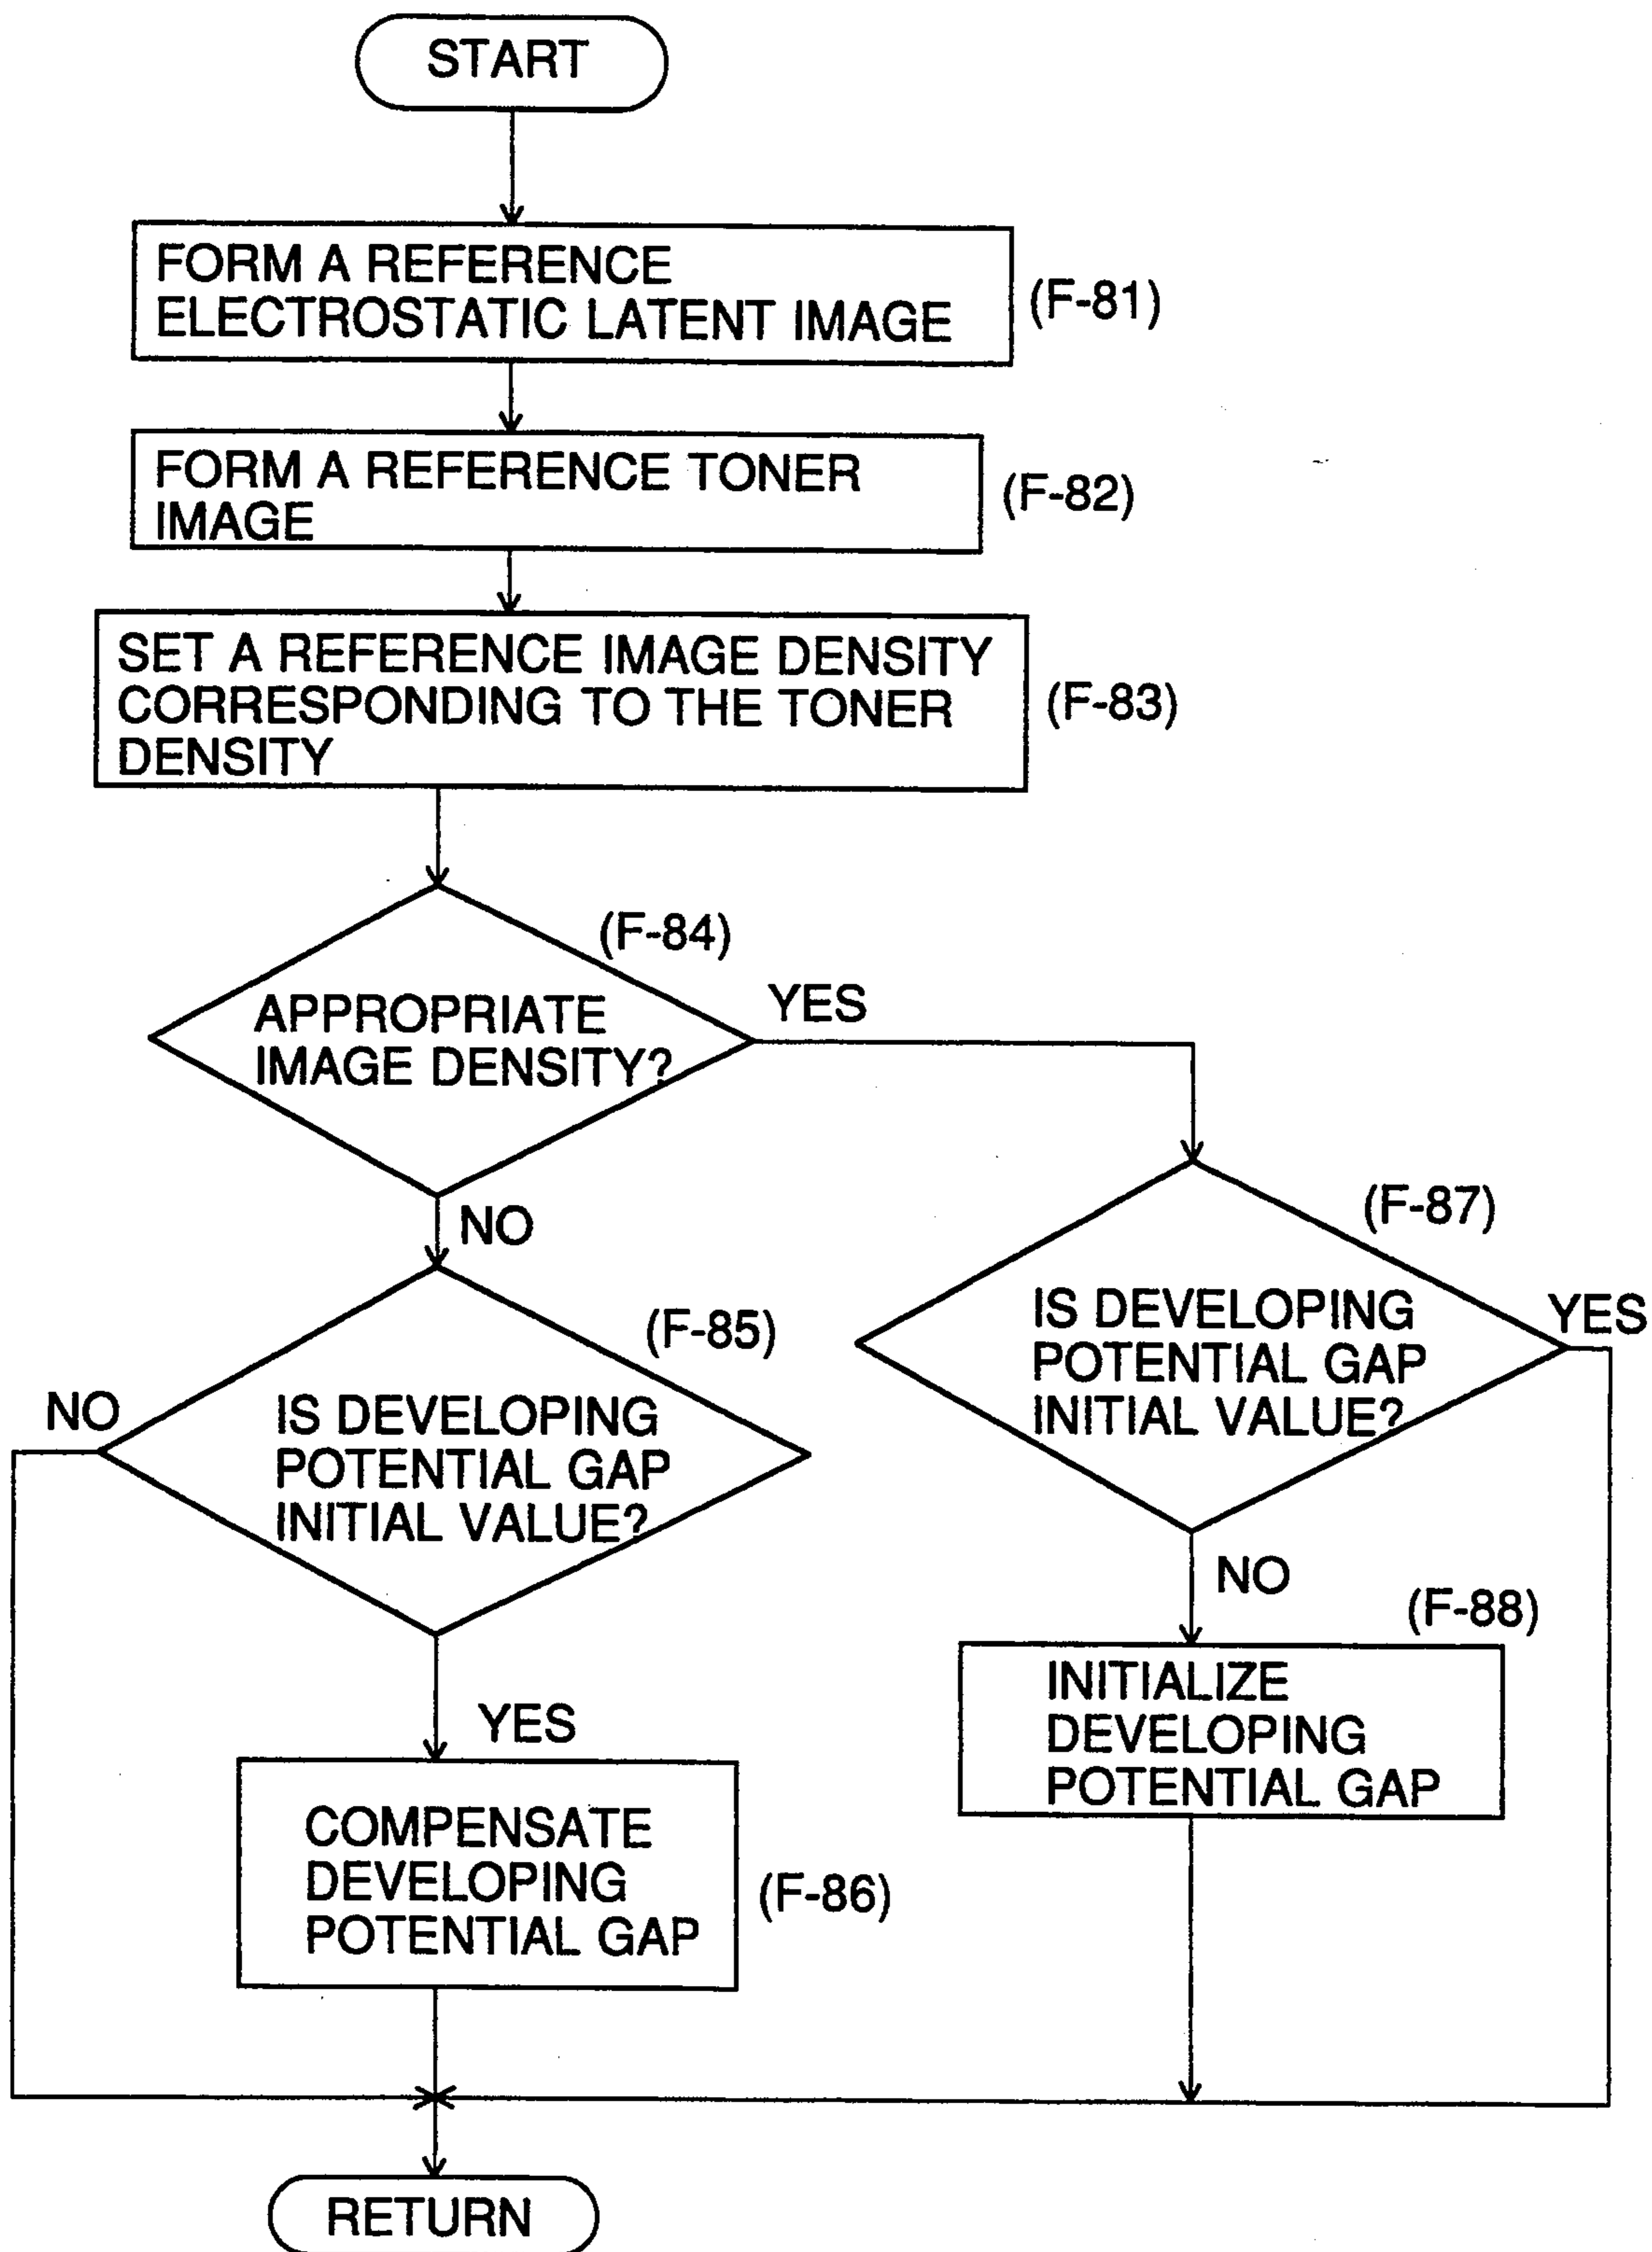 START
FORM A REFERENCE
ELECTROSTATIC LATENT IMAGE
(F-81)
FORM A REFERENCE TONER
IMAGE
(F-82)
SET A REFERENCE IMAGE DENSITY
CORRESPONDING TO THE TONER
DENSITY
(F-83)
(F-84)
APPROPRIATE
IMAGE DENSITY?
YES
NO
(F-85)
IS DEVELOPING
POTENTIAL GAP
INITIAL VALUE?
NO
YES
COMPENSATE
DEVELOPING
POTENTIAL GAP
(F-86)
(F-87)
IS DEVELOPING
POTENTIAL GAP
INITIAL VALUE?
YES
NO
(F-88)
INITIALIZE
DEVELOPING
POTENTIAL GAP
RETURN